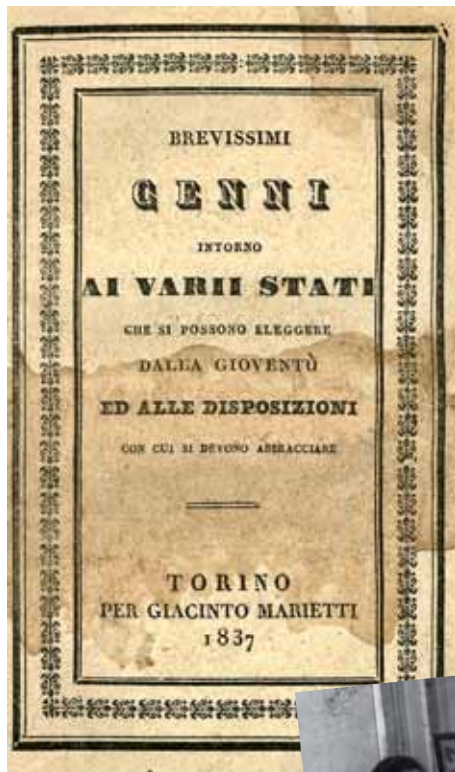 BREVISSIMI
CENNI
INTORNO
AI VARII STATI
CHE SI POSSONO ELEGGERE
DALLA GIOVENTÙ
ED ALLE DISPOSIZIONI
CON CUI SI DEVONO ABBRACCIARE
TORINO
PER GIACINTO MARIETTI
1837